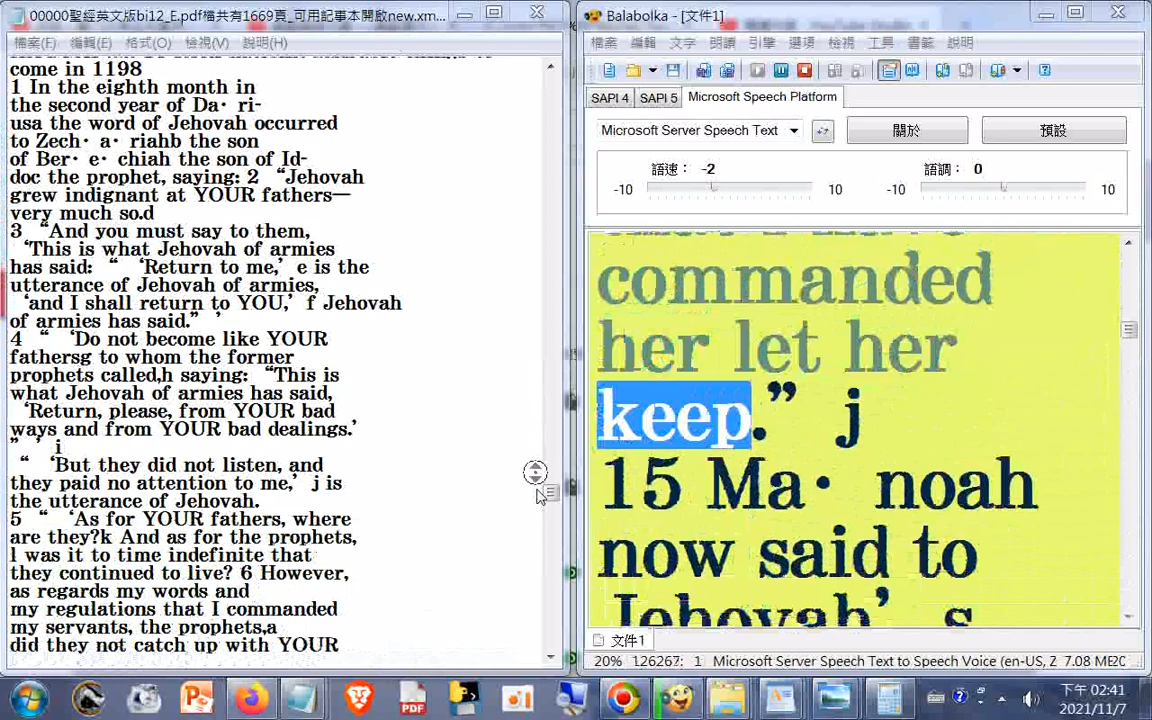 00000聖經英文版bi12_E.pdf檔共有1669頁_可用記事本開啟new.xm...
檔案(F) 編輯(E) 格式(O) 檢視(V) 說明(H)
come in 1198
1 In the eighth month in
the second year of Da· ri-
usa the word of Jehovah occurred
to Zech· a· riahb the son
of Ber· e· chiah the son of Id-
doc the prophet, saying: 2 “Jehovah
grew indignant at YOUR fathers—
very much so.d
3 “And you must say to them,
‘This is what Jehovah of armies
has said: “ ‘Return to me,’ e is the
utterance of Jehovah of armies,
‘and I shall return to YOU,’ f Jehovah
of armies has said.” ’
4 “ ‘Do not become like YOUR
fathersg to whom the former
prophets called,h saying: “This is
what Jehovah of armies has said,
‘Return, please, from YOUR bad
ways and from YOUR bad dealings.’
” ’ i
“ ‘But they did not listen, and
they paid no attention to me,’ j is
the utterance of Jehovah.
5 “ ‘As for YOUR fathers, where
are they?k And as for the prophets,
l was it to time indefinite that
they continued to live? 6 However,
as regards my words and
my regulations that I commanded
my servants, the prophets,a
did they not catch up with YOUR
Balabolka - [文件1]
檔案 編輯 文字 朗讀 引擎 選項 檢視 工具 書籤 說明
SAPI 4 SAPI 5 Microsoft Speech Platform
Microsoft Server Speech Text 關於 預設
語速： -2 語調： 0
-10 10 -10 10
commanded
her let her
keep.” j
15 Ma· noah
now said to
Jehovah’ s
文件1
20% 126267: 1 Microsoft Server Speech Text to Speech Voice (en-US, Z 7.08 ME2C
下午 02:41
2021/11/7